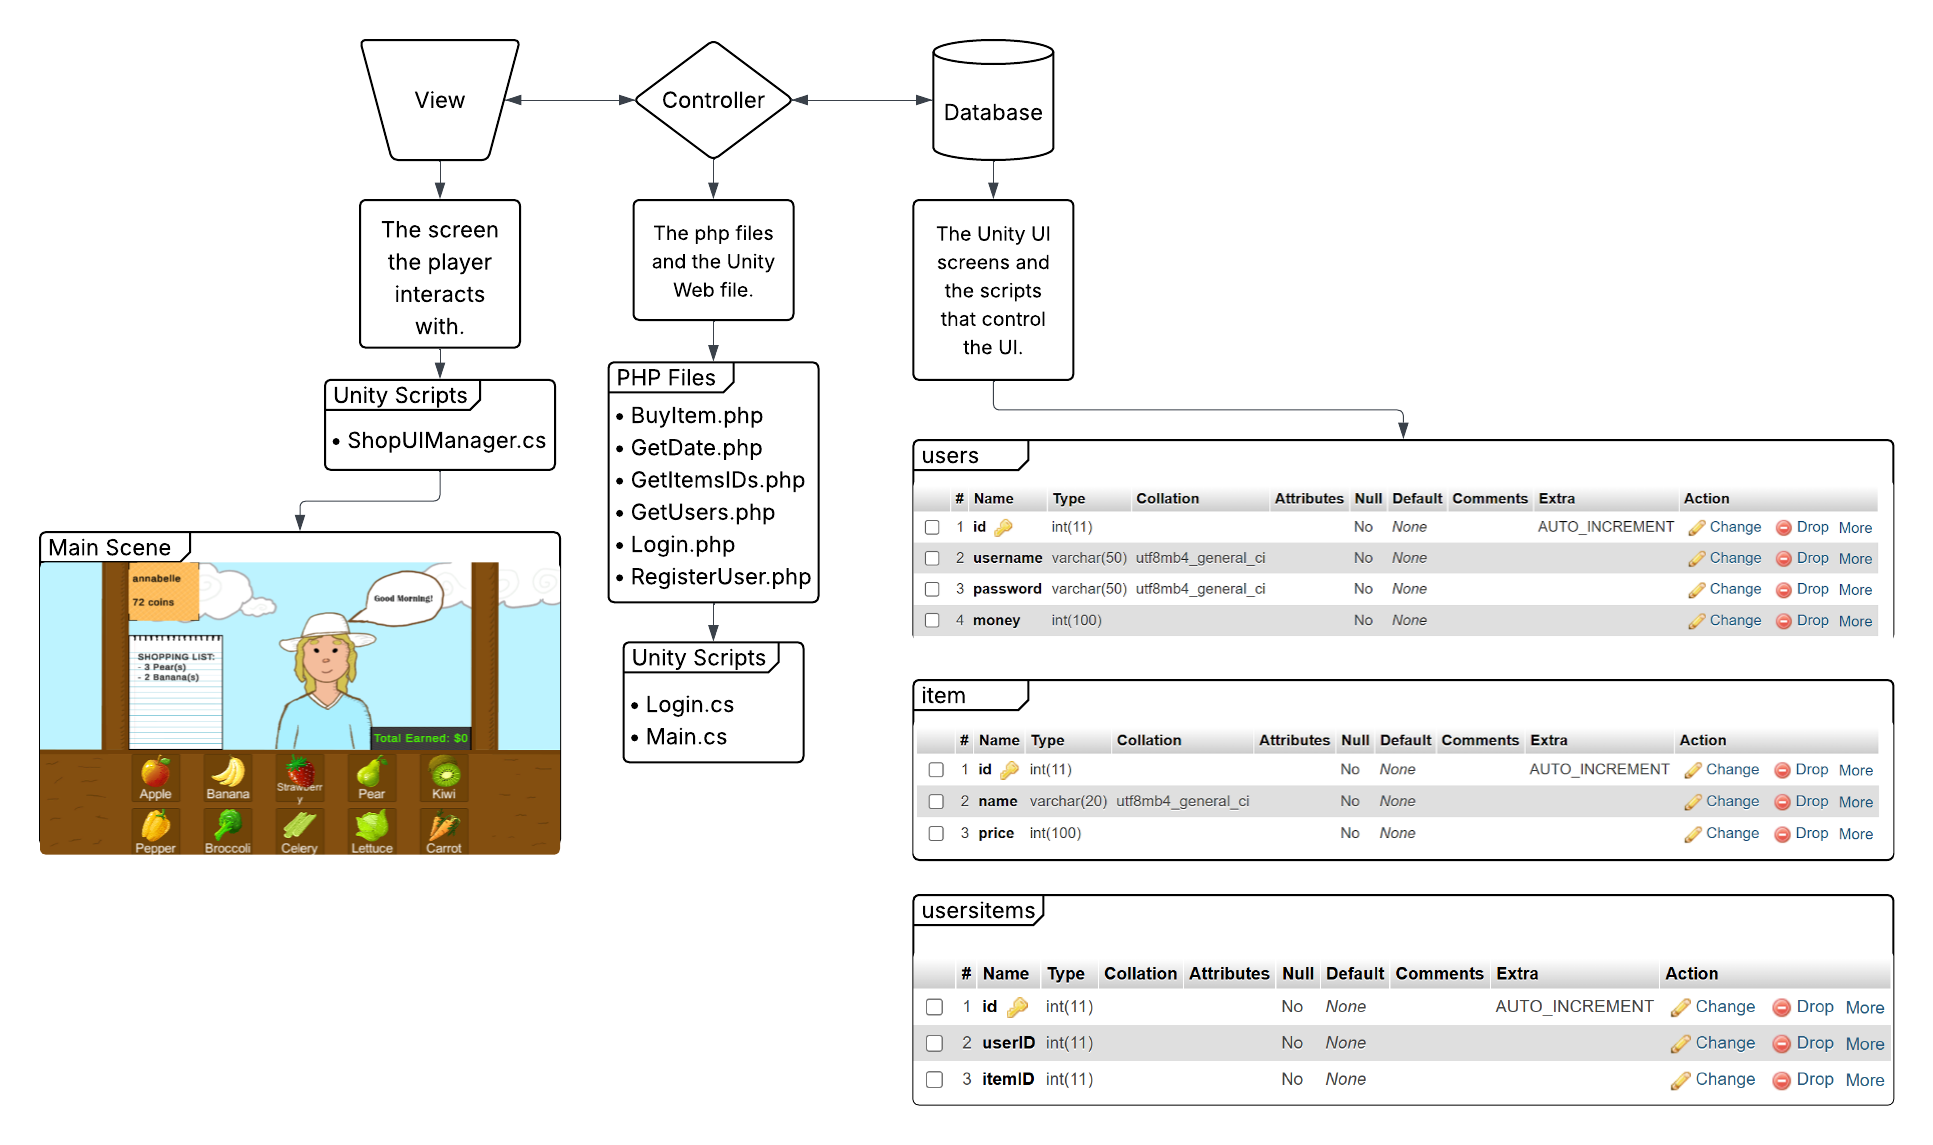 View
Controller
Database
The screen
the player
interacts
with.
The php files
and the Unity
Web file.
The Unity UI
screens and
the scripts
that control
the UI.
Unity Scripts
• ShopUIManager.cs
PHP Files
• BuyItem.php
• GetDate.php
• GetItemsIDs.php
• GetUsers.php
• Login.php
• RegisterUser.php
Unity Scripts
• Login.cs
• Main.cs
Main Scene
annabelle
72 coins
Good Morning!
SHOPPING LIST:
- 3 Pear(s)
- 2 Banana(s)
Total Earned: $0
Apple Banana Strawberr Pear Kiwi
y
Pepper Broccoli Celery Lettuce Carrot
users
# Name Type Collation Attributes Null Default Comments Extra Action
1 id int(11) No None AUTO_INCREMENT Change Drop More
2 username varchar(50) utf8mb4_general_ci No None Change Drop More
3 password varchar(50) utf8mb4_general_ci No None Change Drop More
4 money int(100) No None Change Drop More
item
# Name Type Collation Attributes Null Default Comments Extra Action
1 id int(11) No None AUTO_INCREMENT Change Drop More
2 name varchar(20) utf8mb4_general_ci No None Change Drop More
3 price int(100) No None Change Drop More
usersitems
# Name Type Collation Attributes Null Default Comments Extra Action
1 id int(11) No None AUTO_INCREMENT Change Drop More
2 userID int(11) No None Change Drop More
3 itemID int(11) No None Change Drop More